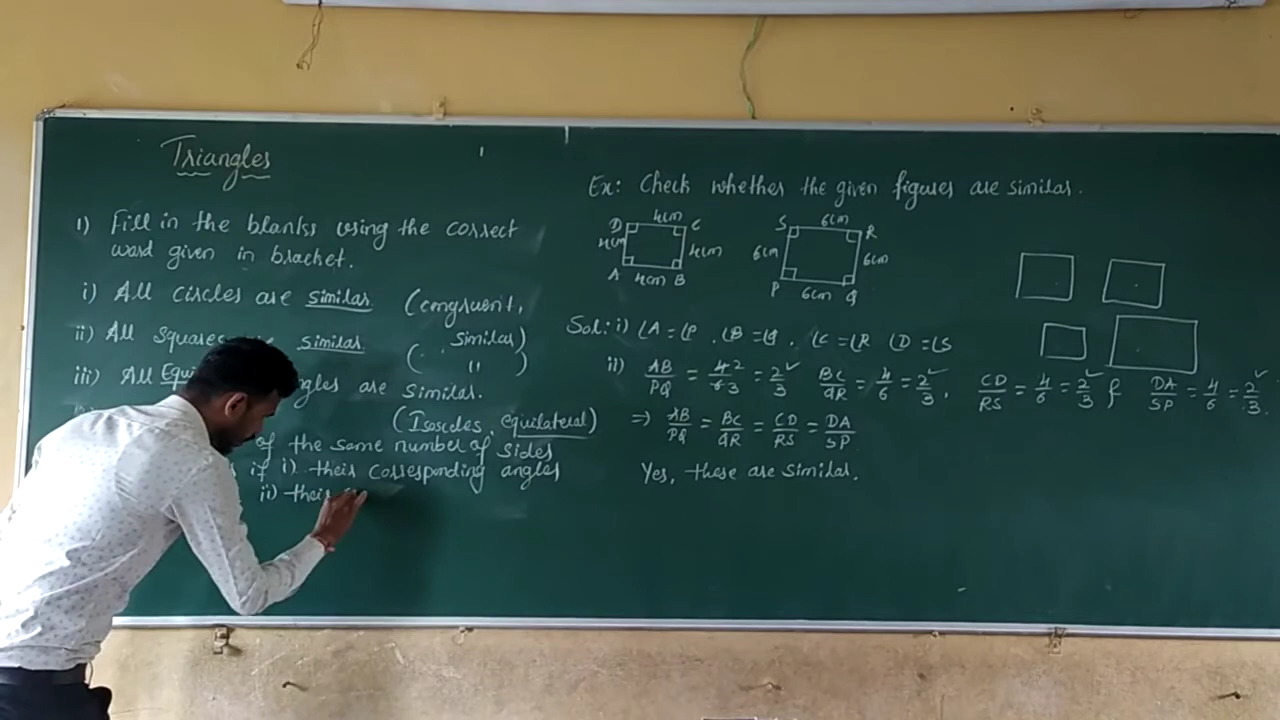 Triangles
1) Fill in the blanks using the correct
word given in bracket.
i) All circles are similar (congruent,
Similar)
ii) All Squares similar ( " )
iii) All Equi gles are similar.
(Isosceles, equilateral)
of the same number of sides
if i) their corresponding angles
ii) their
Ex: Check whether the given figures are similar.
D 4cm C
4cm 4cm
A 4cm B
S 6cm R
6cm 6cm
P 6cm Q
Sol: i) ∠A = ∠P , ∠B = ∠Q , ∠C = ∠R ∠D = ∠S
ii) AB/PQ = 4 2/6 3 = 2/3 ✓ BC/QR = 4/6 = 2/3 ✓ , CD/RS = 4/6 = 2/3 ✓ & DA/SP = 4/6 = 2/3 ✓.
⇒ AB/PQ = BC/QR = CD/RS = DA/SP
Yes, these are similar.